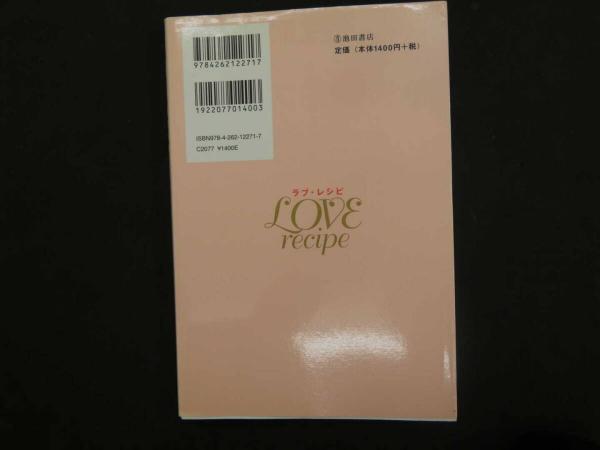 9784262122717
1922077014003
ISBN978-4-262-12271-7
C2077 ¥1400E
池田書店
定価（本体1400円+税）
ラブ・レシピ
LOVE
recipe